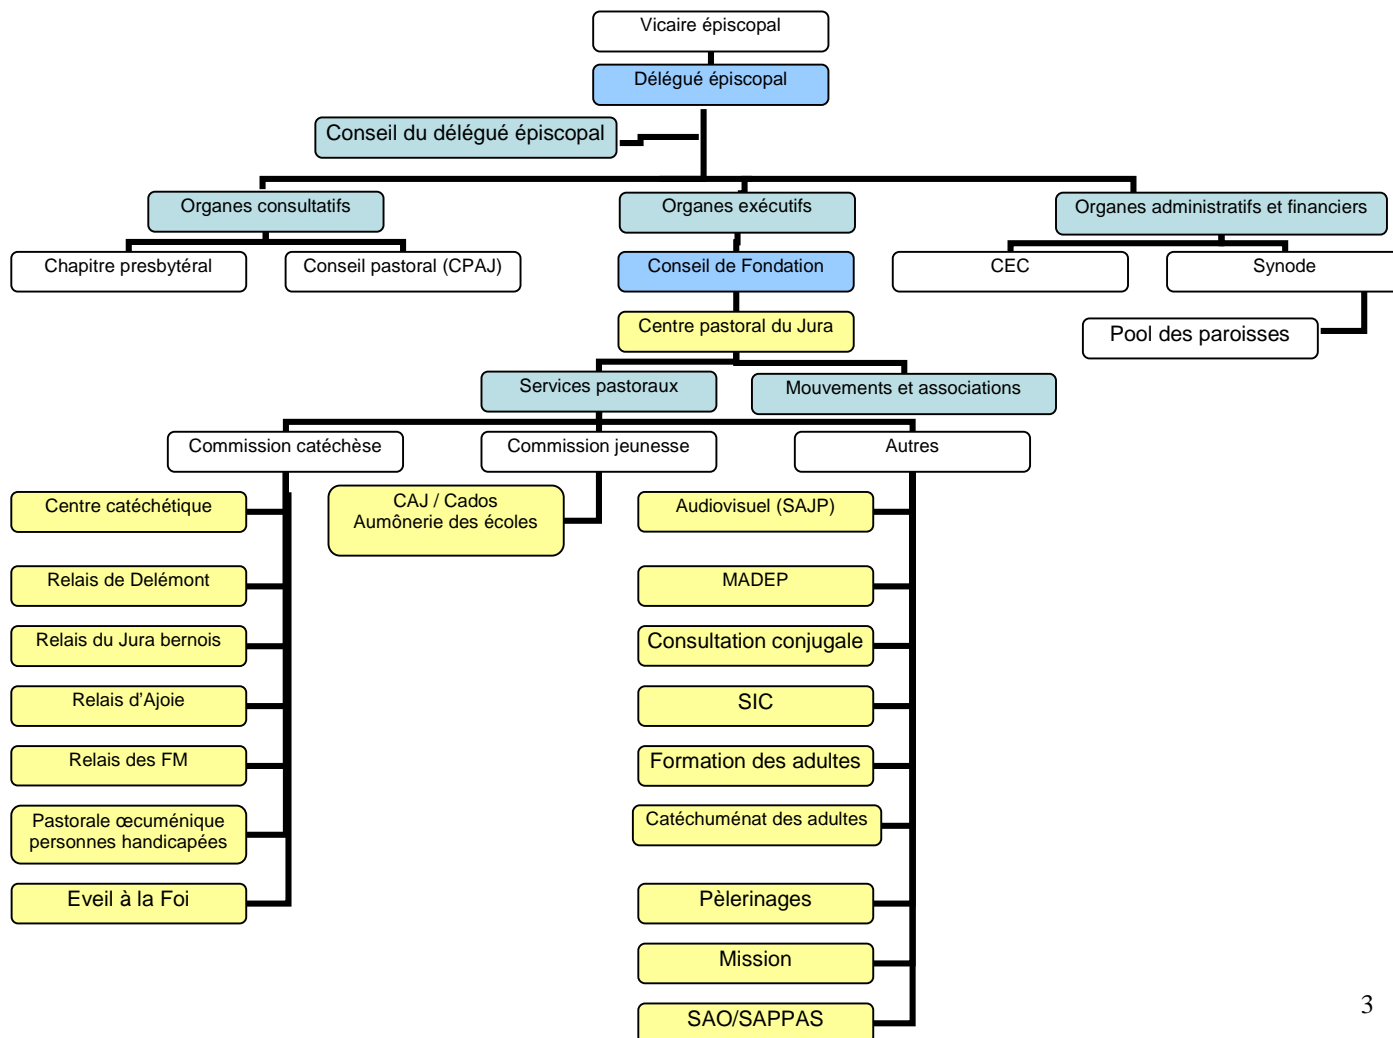 Vicaire épiscopal
Délégué épiscopal
Conseil du délégué épiscopal
Organes consultatifs
Organes exécutifs
Organes administratifs et financiers
Chapitre presbytéral
Conseil pastoral (CPAJ)
Conseil de Fondation
CEC
Synode
Centre pastoral du Jura
Pool des paroisses
Services pastoraux
Mouvements et associations
Commission catéchèse
Commission jeunesse
Autres
Centre catéchétique
Relais de Delémont
Relais du Jura bernois
Relais d'Ajoie
Relais des FM
Pastorale œcuménique
personnes handicapées
Eveil à la Foi
CAJ / Cados
Aumônerie des écoles
Audiovisuel (SAJP)
MADEP
Consultation conjugale
SIC
Formation des adultes
Catéchuménat des adultes
Pèlerinages
Mission
SAO/SAPPAS
3